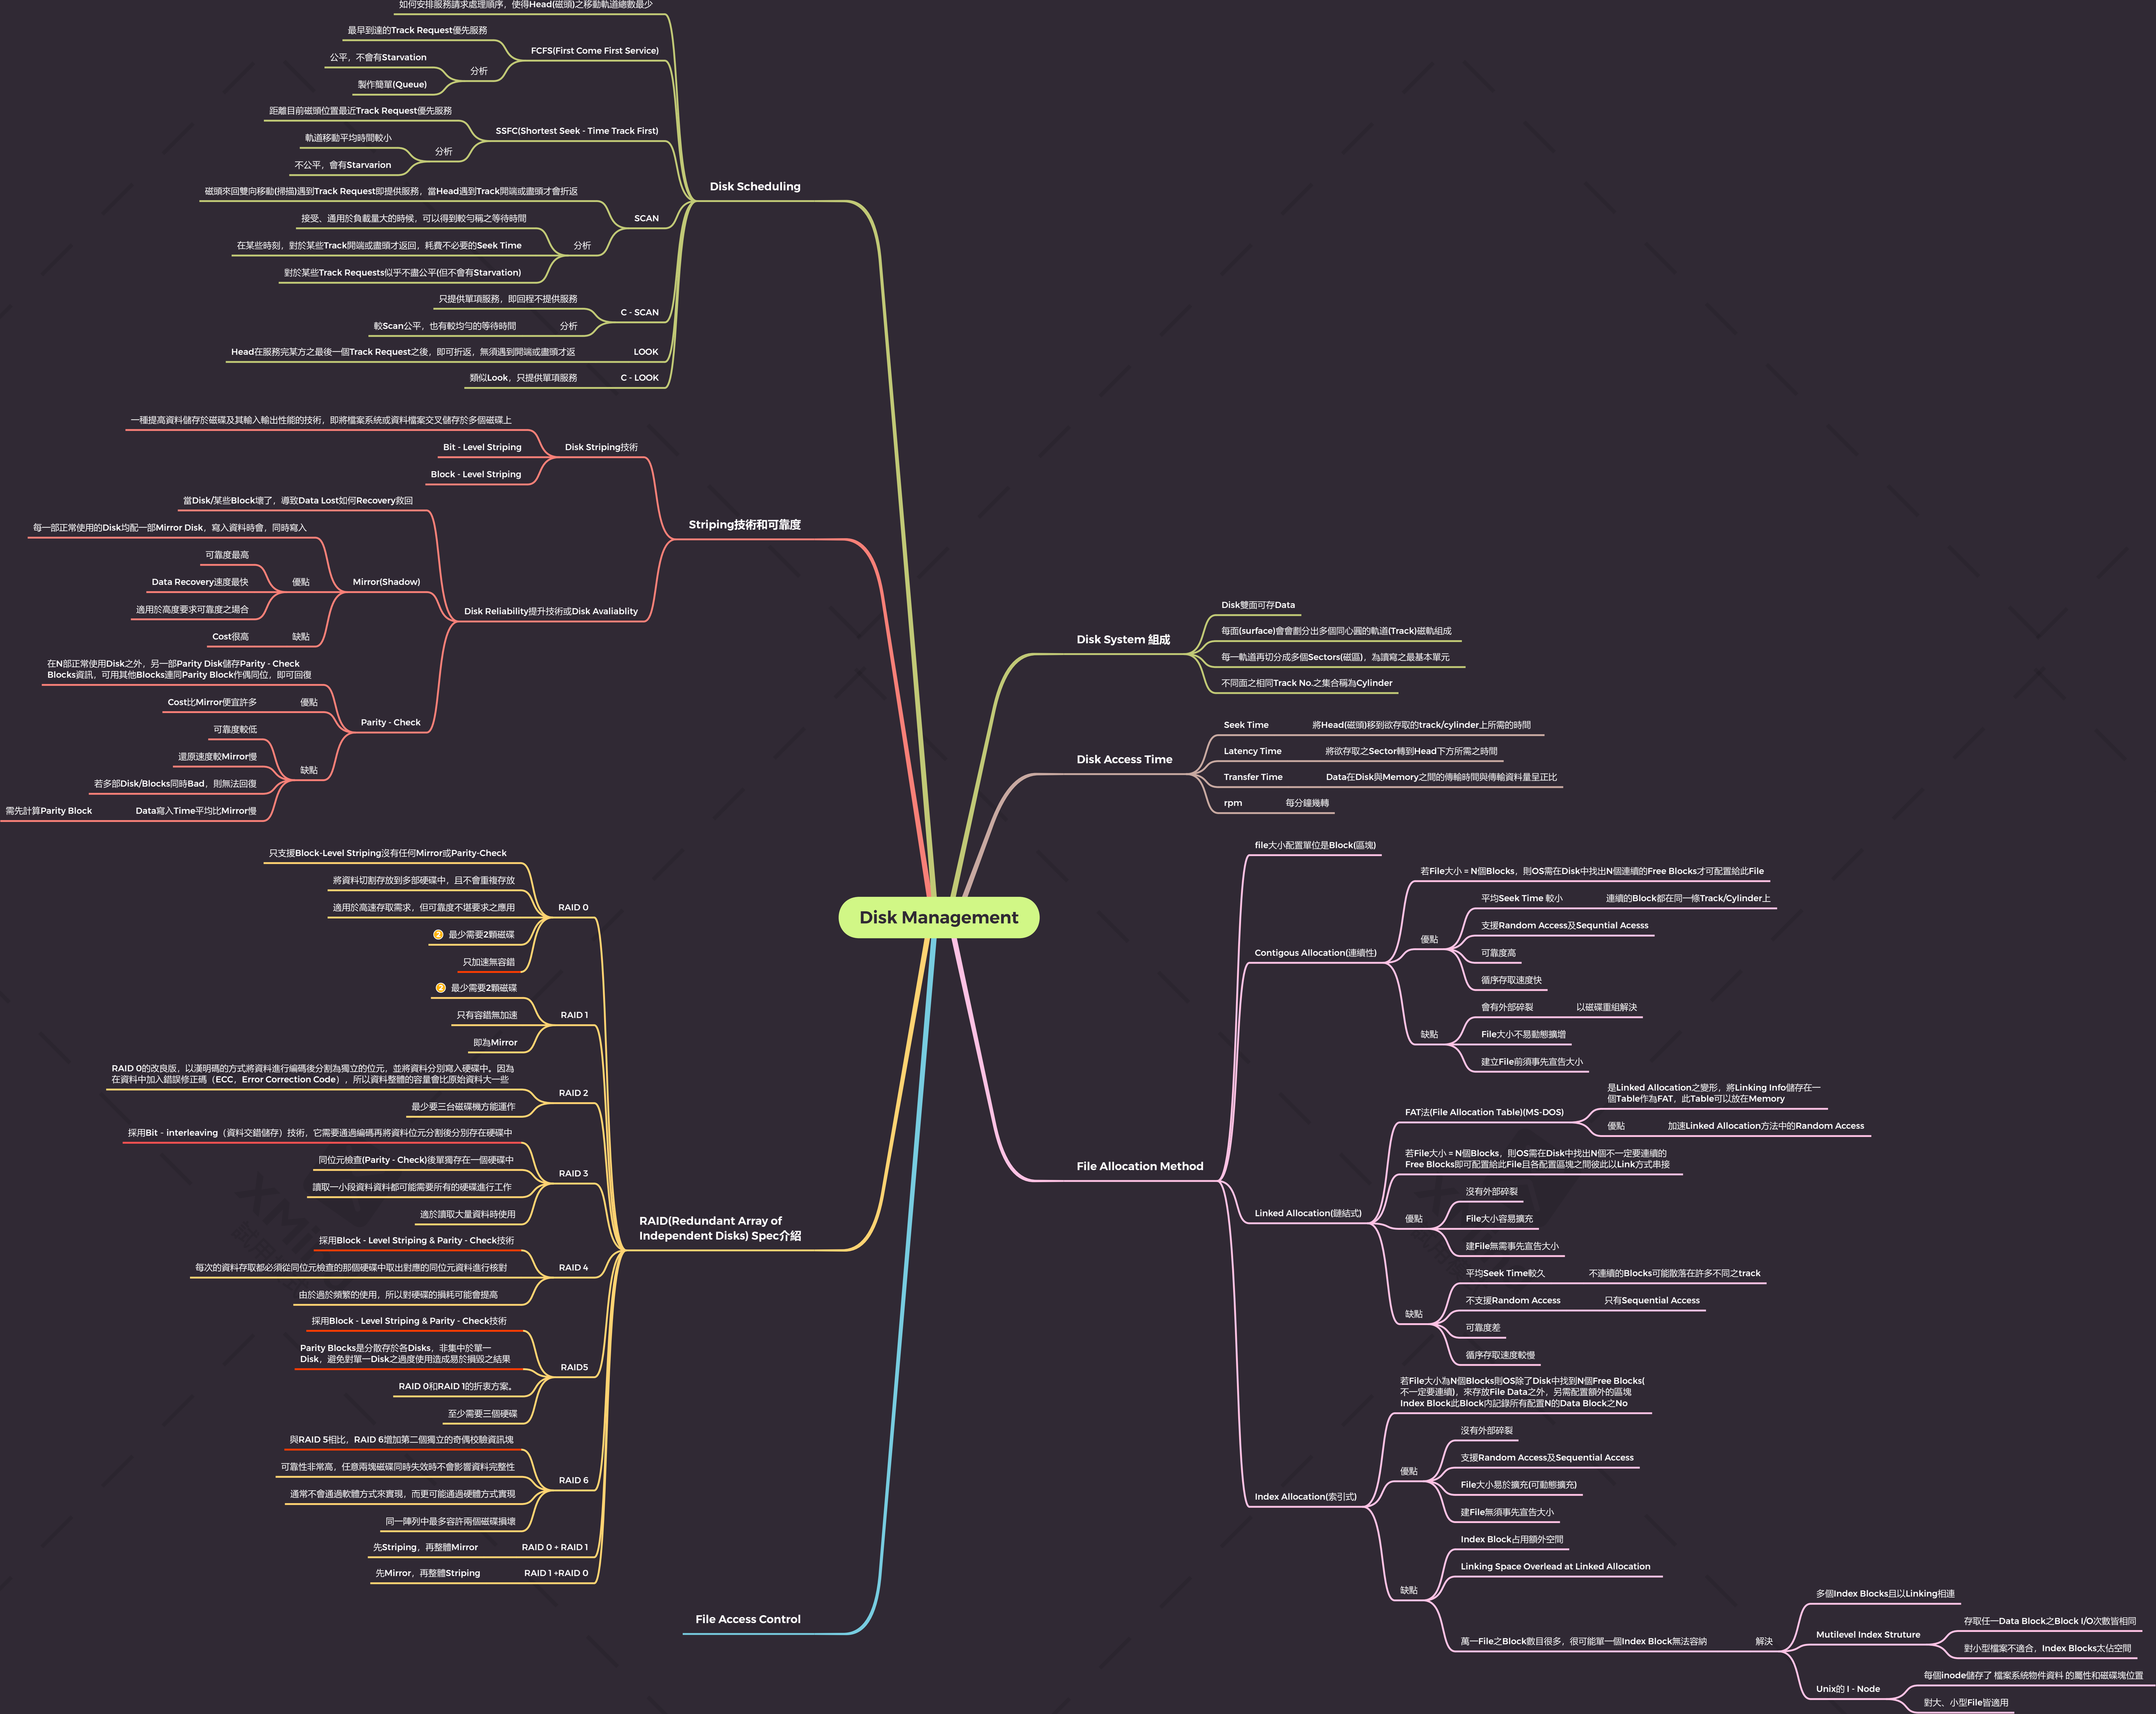 Disk Management
Disk System 組成
Disk雙面可存Data
每面(surface)會會劃分出多個同心圓的軌道(Track)磁軌組成
每一軌道再切分成多個Sectors(磁區)，為讀寫之最基本單元
不同面之相同Track No.之集合稱為Cylinder
Disk Access Time
Seek Time
將Head(磁頭)移到欲存取的track/cylinder上所需的時間
Latency Time
將欲存取之Sector轉到Head下方所需之時間
Transfer Time
Data在Disk與Memory之間的傳輸時間與傳輸資料量呈正比
rpm
每分鐘幾轉
File Allocation Method
file大小配置單位是Block(區塊)
Contigous Allocation(連續性)
若File大小 = N個Blocks，則OS需在Disk中找出N個連續的Free Blocks才可配置給此File
優點
平均Seek Time 較小
連續的Block都在同一條Track/Cylinder上
支援Random Access及Sequntial Acesss
可靠度高
循序存取速度快
缺點
會有外部碎裂
以磁碟重組解決
File大小不易動態擴增
建立File前須事先宣告大小
Linked Allocation(鏈結式)
FAT法(File Allocation Table)(MS-DOS)
是Linked Allocation之變形，將Linking Info儲存在一
個Table作為FAT，此Table可以放在Memory
優點
加速Linked Allocation方法中的Random Access
若File大小 = N個Blocks，則OS需在Disk中找出N個不一定要連續的
Free Blocks即可配置給此File且各配置區塊之間彼此以Link方式串接
優點
沒有外部碎裂
File大小容易擴充
建File無需事先宣告大小
缺點
平均Seek Time較久
不連續的Blocks可能散落在許多不同之track
不支援Random Access
只有Sequential Access
可靠度差
循序存取速度較慢
Index Allocation(索引式)
若File大小為N個Blocks則OS除了Disk中找到N個Free Blocks(
不一定要連續)，來存放File Data之外，另需配置額外的區塊
Index Block此Block內記錄所有配置N的Data Block之No
優點
沒有外部碎裂
支援Random Access及Sequential Access
File大小易於擴充(可動態擴充)
建File無須事先宣告大小
缺點
Index Block占用額外空間
Linking Space Overlead at Linked Allocation
萬一File之Block數目很多，很可能單一個Index Block無法容納
解決
多個Index Blocks且以Linking相連
Mutilevel Index Struture
存取任一Data Block之Block I/O次數皆相同
對小型檔案不適合，Index Blocks太佔空間
Unix的 I - Node
每個inode儲存了 檔案系統物件資料 的屬性和磁碟塊位置
對大、小型File皆適用
Disk Scheduling
如何安排服務請求處理順序，使得Head(磁頭)之移動軌道總數最少
FCFS(First Come First Service)
最早到達的Track Request優先服務
分析
公平，不會有Starvation
製作簡單(Queue)
SSFC(Shortest Seek - Time Track First)
距離目前磁頭位置最近Track Request優先服務
分析
軌道移動平均時間較小
不公平，會有Starvarion
SCAN
磁頭來回雙向移動(掃描)遇到Track Request即提供服務，當Head遇到Track開端或盡頭才會折返
分析
接受、通用於負載量大的時候，可以得到較勻稱之等待時間
在某些時刻，對於某些Track開端或盡頭才返回，耗費不必要的Seek Time
對於某些Track Requests似乎不盡公平(但不會有Starvation)
C - SCAN
只提供單項服務，即回程不提供服務
分析
較Scan公平，也有較均勻的等待時間
LOOK
Head在服務完某方之最後一個Track Request之後，即可折返，無須遇到開端或盡頭才返
C - LOOK
類似Look，只提供單項服務
Striping技術和可靠度
Disk Striping技術
一種提高資料儲存於磁碟及其輸入輸出性能的技術，即將檔案系統或資料檔案交叉儲存於多個磁碟上
Bit - Level Striping
Block - Level Striping
Disk Reliability提升技術或Disk Avaliablity
當Disk/某些Block壞了，導致Data Lost如何Recovery救回
Mirror(Shadow)
每一部正常使用的Disk均配一部Mirror Disk，寫入資料時會，同時寫入
優點
可靠度最高
Data Recovery速度最快
適用於高度要求可靠度之場合
缺點
Cost很高
Parity - Check
在N部正常使用Disk之外，另一部Parity Disk儲存Parity - Check
Blocks資訊，可用其他Blocks連同Parity Block作偶同位，即可回復
優點
Cost比Mirror便宜許多
缺點
可靠度較低
還原速度較Mirror慢
若多部Disk/Blocks同時Bad，則無法回復
Data寫入Time平均比Mirror慢
需先計算Parity Block
RAID(Redundant Array of
Independent Disks) Spec介紹
RAID 0
只支援Block-Level Striping沒有任何Mirror或Parity-Check
將資料切割存放到多部硬碟中，且不會重複存放
適用於高速存取需求，但可靠度不堪要求之應用
2 最少需要2顆磁碟
只加速無容錯
RAID 1
2 最少需要2顆磁碟
只有容錯無加速
即為Mirror
RAID 2
RAID 0的改良版，以漢明碼的方式將資料進行編碼後分割為獨立的位元，並將資料分別寫入硬碟中。因為
在資料中加入錯誤修正碼（ECC，Error Correction Code），所以資料整體的容量會比原始資料大一些
最少要三台磁碟機方能運作
RAID 3
採用Bit－interleaving（資料交錯儲存）技術，它需要通過編碼再將資料位元分割後分別存在硬碟中
同位元檢查(Parity - Check)後單獨存在一個硬碟中
讀取一小段資料資料都可能需要所有的硬碟進行工作
適於讀取大量資料時使用
RAID 4
採用Block - Level Striping & Parity - Check技術
每次的資料存取都必須從同位元檢查的那個硬碟中取出對應的同位元資料進行核對
由於過於頻繁的使用，所以對硬碟的損耗可能會提高
RAID5
採用Block - Level Striping & Parity - Check技術
Parity Blocks是分散存於各Disks，非集中於單一
Disk，避免對單一Disk之過度使用造成易於損毀之結果
RAID 0和RAID 1的折衷方案。
至少需要三個硬碟
RAID 6
與RAID 5相比，RAID 6增加第二個獨立的奇偶校驗資訊塊
可靠性非常高，任意兩塊磁碟同時失效時不會影響資料完整性
通常不會通過軟體方式來實現，而更可能通過硬體方式實現
同一陣列中最多容許兩個磁碟損壞
RAID 0 + RAID 1
先Striping，再整體Mirror
RAID 1 +RAID 0
先Mirror，再整體Striping
File Access Control